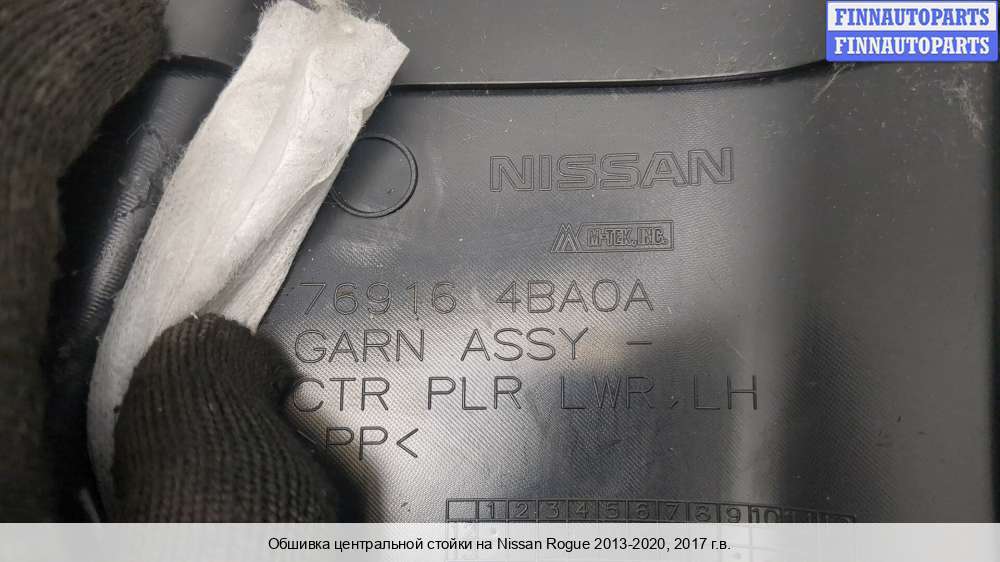 FINNAUTOPARTS
FINNAUTOPARTS
NISSAN
M-TEK, INC.
76916 4BA0A
GARN ASSY -
CTR PLR LWR, LH
PP<
1 2 3 4 5 6 7 8 9 10 11 12
Обшивка центральной стойки на Nissan Rogue 2013-2020, 2017 г.в.